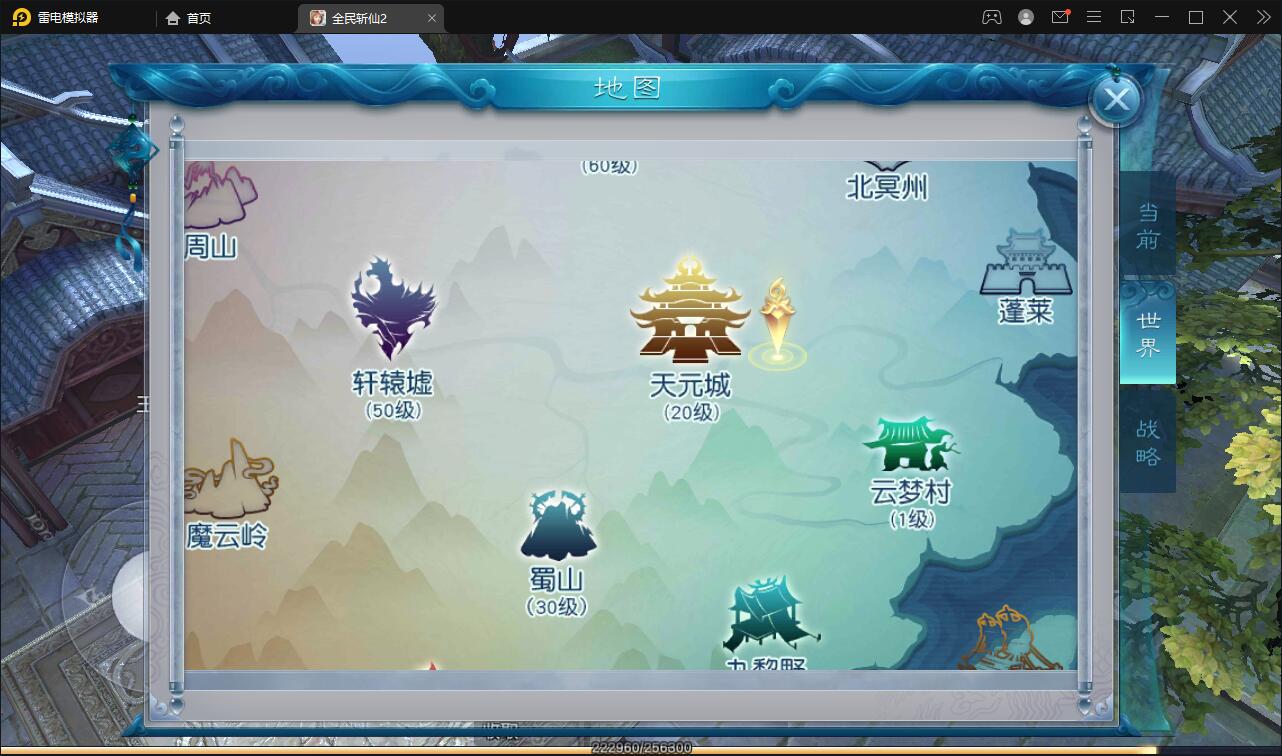 雷电模拟器
首页
全民斩仙2
地图
(60级)
北冥州
周山
当前
蓬莱
世界
轩辕墟
(50级)
天元城
(20级)
战略
云梦村
(1级)
魔云岭
蜀山
(30级)
九黎野
222960/256300